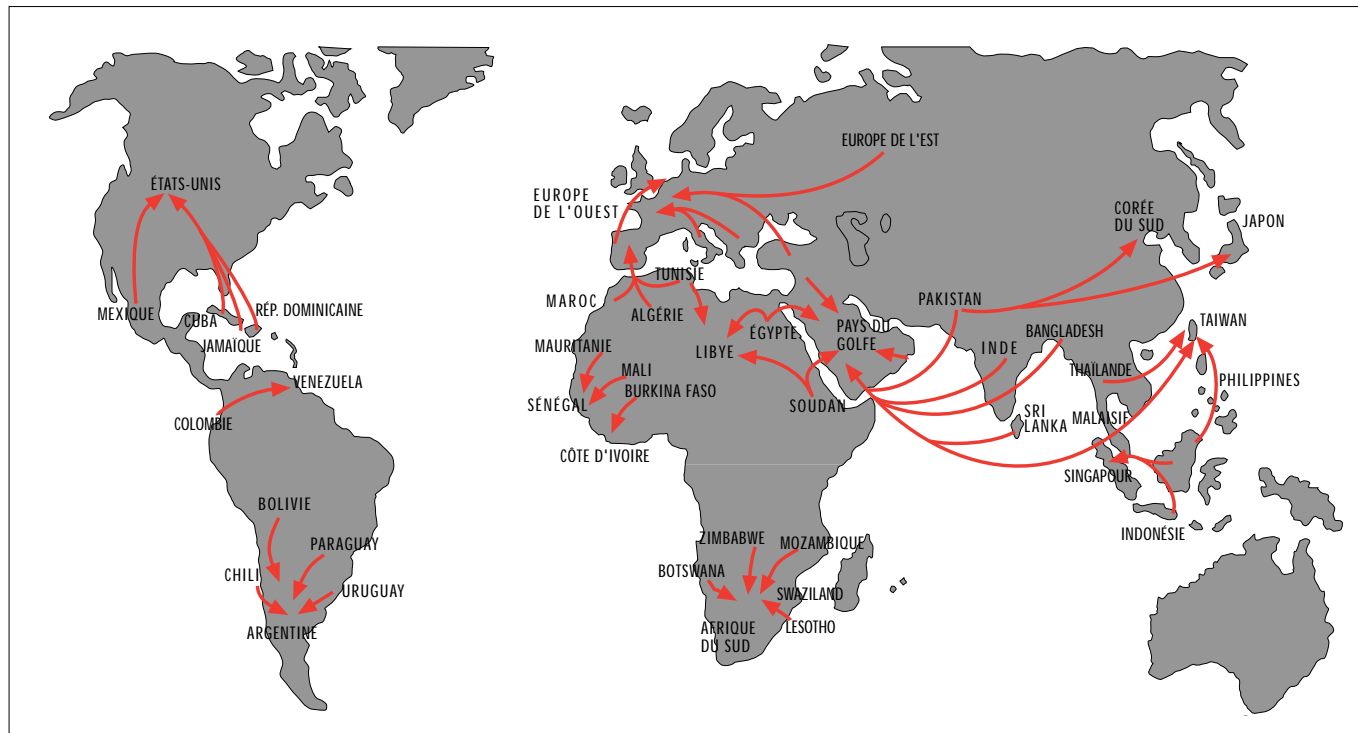 EUROPE DE L'EST
ÉTATS-UNIS
EUROPE
DE L'OUEST
CORÉE
DU SUD
JAPON
TUNISIE
MAROC
ALGÉRIE
MEXIQUE
CUBA
RÉP. DOMINICAINE
JAMAÏQUE
PAKISTAN
BANGLADESH
TAIWAN
ÉGYPTE
PAYS DU
GOLFE
LIBYE
INDE
MAURITANIE
MALI
BURKINA FASO
THAÏLANDE
PHILIPPINES
VENEZUELA
COLOMBIE
SÉNÉGAL
SOUDAN
SRI
LANKA
MALAISIE
CÔTE D'IVOIRE
SINGAPOUR
INDONÉSIE
BOLIVIE
PARAGUAY
CHILI
URUGUAY
ARGENTINE
ZIMBABWE
MOZAMBIQUE
BOTSWANA
SWAZILAND
AFRIQUE
DU SUD
LESOTHO